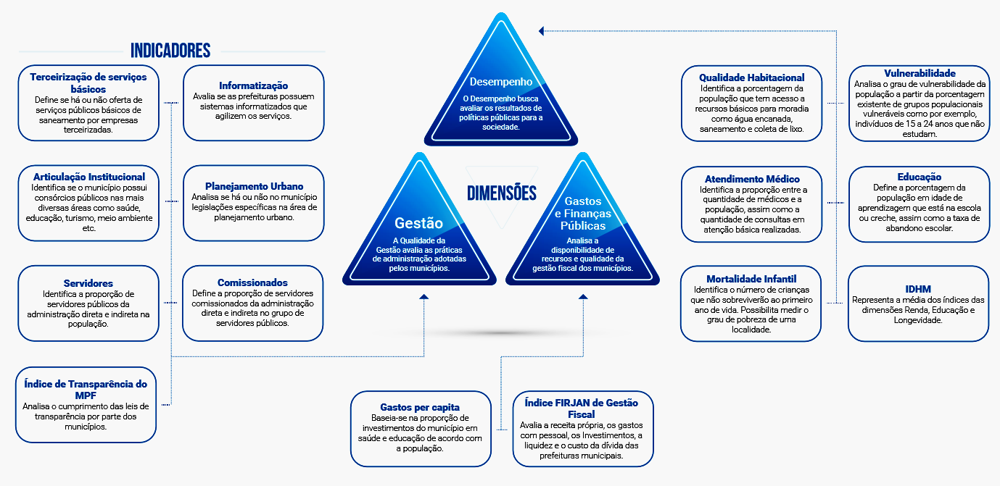 INDICADORES
Terceirização de serviços
básicos
Define se há ou não oferta de
serviços públicos básicos de
saneamento por empresas
terceirizadas.
Informatização
Avalia se as prefeituras possuem
sistemas informatizados que
agilizem os serviços.
Articulação Institucional
Identifica se o município possui
consórcios públicos nas mais
diversas áreas como saúde,
educação, turismo, meio ambiente
etc.
Planejamento Urbano
Analisa se há ou não no município
legislações específicas na área de
planejamento urbano.
Servidores
Identifica a proporção de
servidores públicos da
administração direta e indireta na
população.
Comissionados
Define a proporção de servidores
comissionados da administração
direta e indireta no grupo de
servidores públicos.
Índice de Transparência do
MPF
Analisa o cumprimento das leis de
transparência por parte dos
municípios.
Desempenho
O Desempenho busca
avaliar os resultados de
políticas públicas para a
sociedade.
DIMENSÕES
Gestão
A Qualidade da
Gestão avalia as práticas
de administração adotadas
pelos municípios.
Gastos
e Finanças
Públicas
Analisa a
disponibilidade de
recursos e qualidade da
gestão fiscal dos municípios.
Gastos per capita
Baseia-se na proporção de
investimentos do município em
saúde e educação de acordo com
a população.
Índice FIRJAN de Gestão
Fiscal
Avalia a receita própria, os gastos
com pessoal, os Investimentos, a
liquidez e o custo da dívida das
prefeituras municipais.
Qualidade Habitacional
Identifica a porcentagem da
população que tem acesso a
recursos básicos para moradia
como água encanada,
saneamento e coleta de lixo.
Vulnerabilidade
Analisa o grau de vulnerabilidade da
população a partir da porcentagem
existente de grupos populacionais
vulneráveis como por exemplo,
indivíduos de 15 a 24 anos que não
estudam.
Atendimento Médico
Identifica a proporção entre a
quantidade de médicos e a
população, assim como a
quantidade de consultas em
atenção básica realizadas.
Educação
Define a porcentagem da
população em idade de
aprendizagem que está na escola
ou creche, assim como a taxa de
abandono escolar.
Mortalidade Infantil
Identifica o número de crianças
que não sobreviverão ao primeiro
ano de vida. Possibilita medir o
grau de pobreza de uma
localidade.
IDHM
Representa a média dos índices das
dimensões Renda, Educação e
Longevidade.